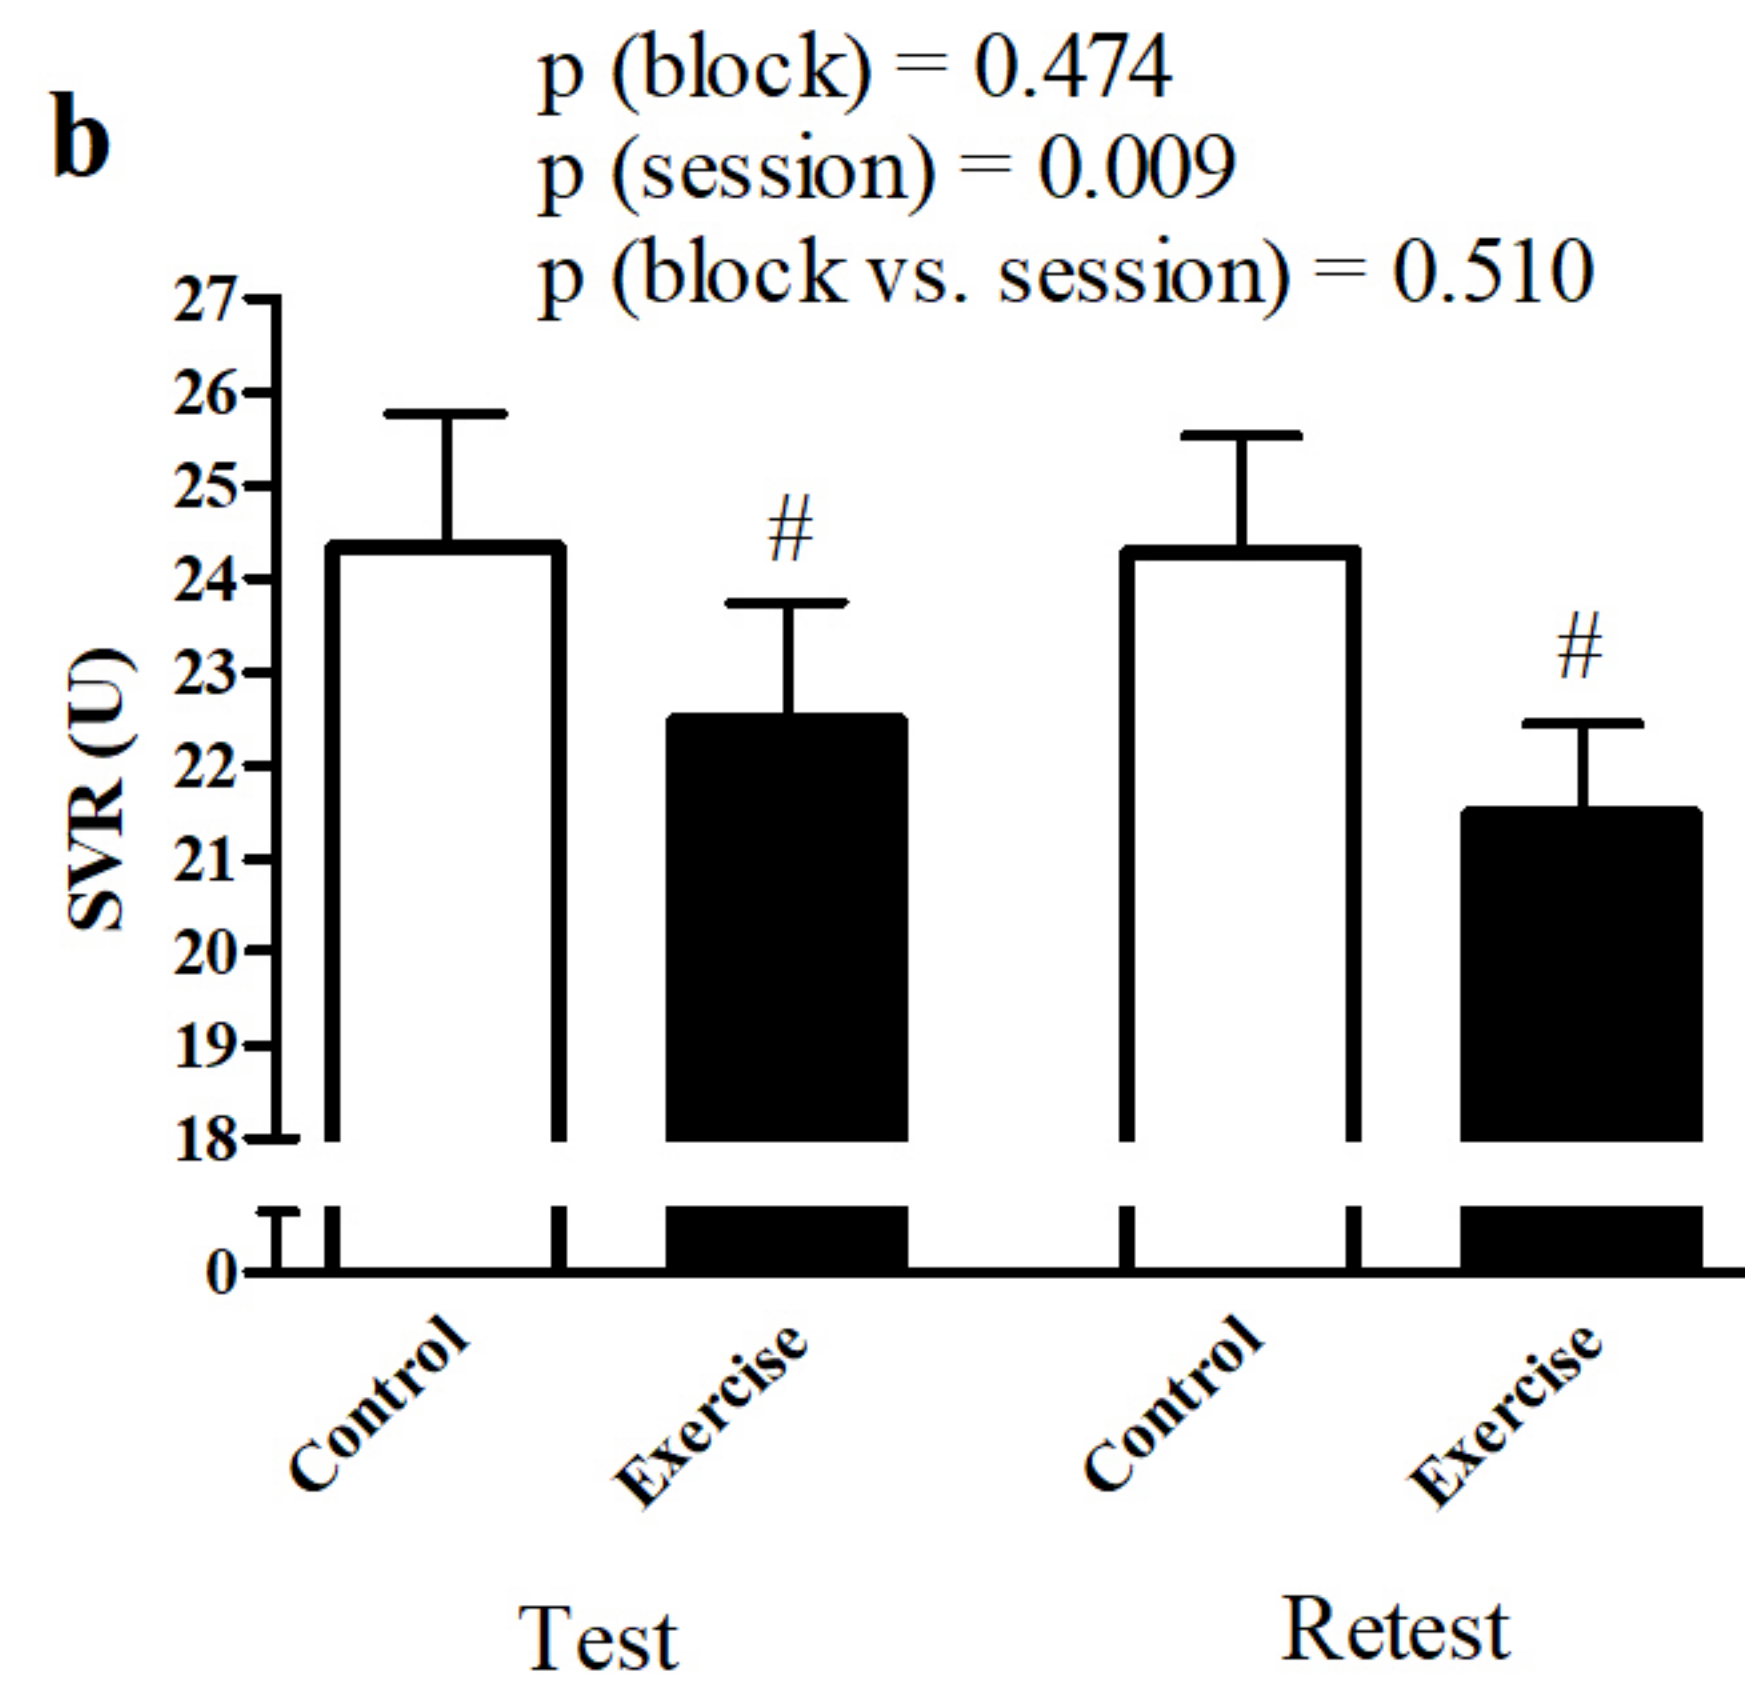 b
p (block) = 0.474
p (session) = 0.009
p (block vs. session) = 0.510
27
26
25
24
23
22
21
20
19
18
0
SVR (U)
#
#
Control
Exercise
Control
Exercise
Test
Retest